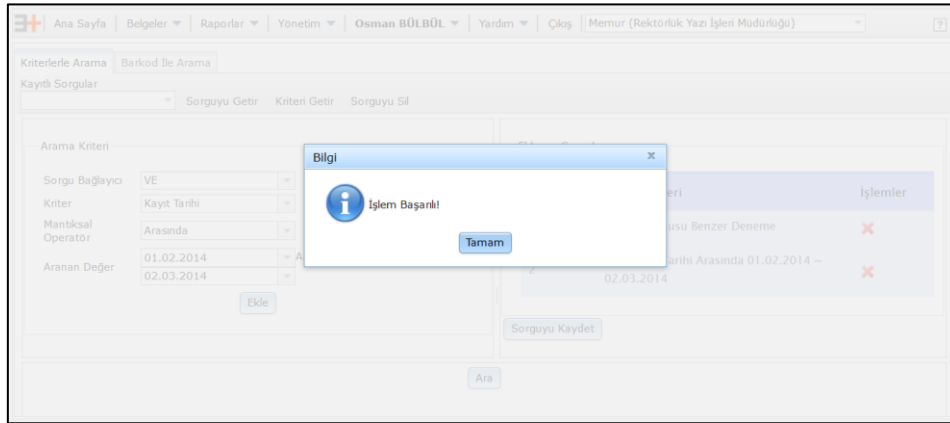 Ana Sayfa Belgeler Raporlar Yönetim Osman BÜLBÜL Yardım Çıkış Memur (Rektörlük Yazı İşleri Müdürlüğü) ?
Kriterlerle Arama Barkod İle Arama
Kayıtlı Sorgular
Sorguyu Getir Kriteri Getir Sorguyu Sil
Arama Kriteri
Bilgi x
Sorgu Bağlayıcı VE
İşlemler
Kriter Kayıt Tarihi
İşlem Başarılı!
Mantıksal Operatör Arasında
Benzer Deneme
Tamam
Aranan Değer 01.02.2014
Arasında 01.02.2014 ~
02.03.2014
02.03.2014
Ekle
Sorguyu Kaydet
Ara